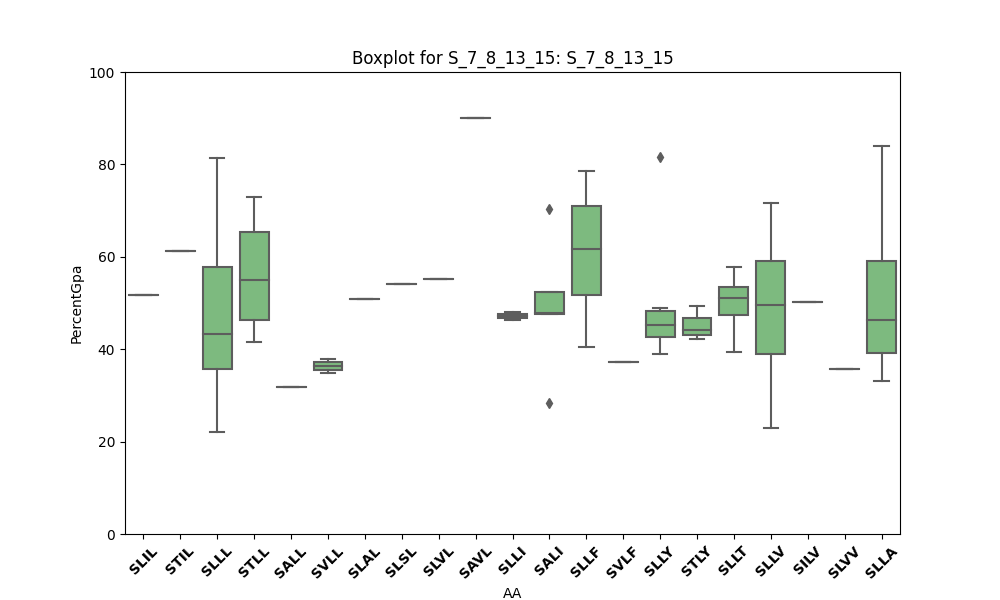 Boxplot for S_7_8_13_15: S_7_8_13_15
100
80
60
40
20
0
PercentGpa
SLIL STIL SLLL STLL SALL SVLL SLAL SLSL SLVL SAVL SLLI SALI SLLF SVLF SLLY STLY SLLT SLLV SILV SLVV SLLA
AA